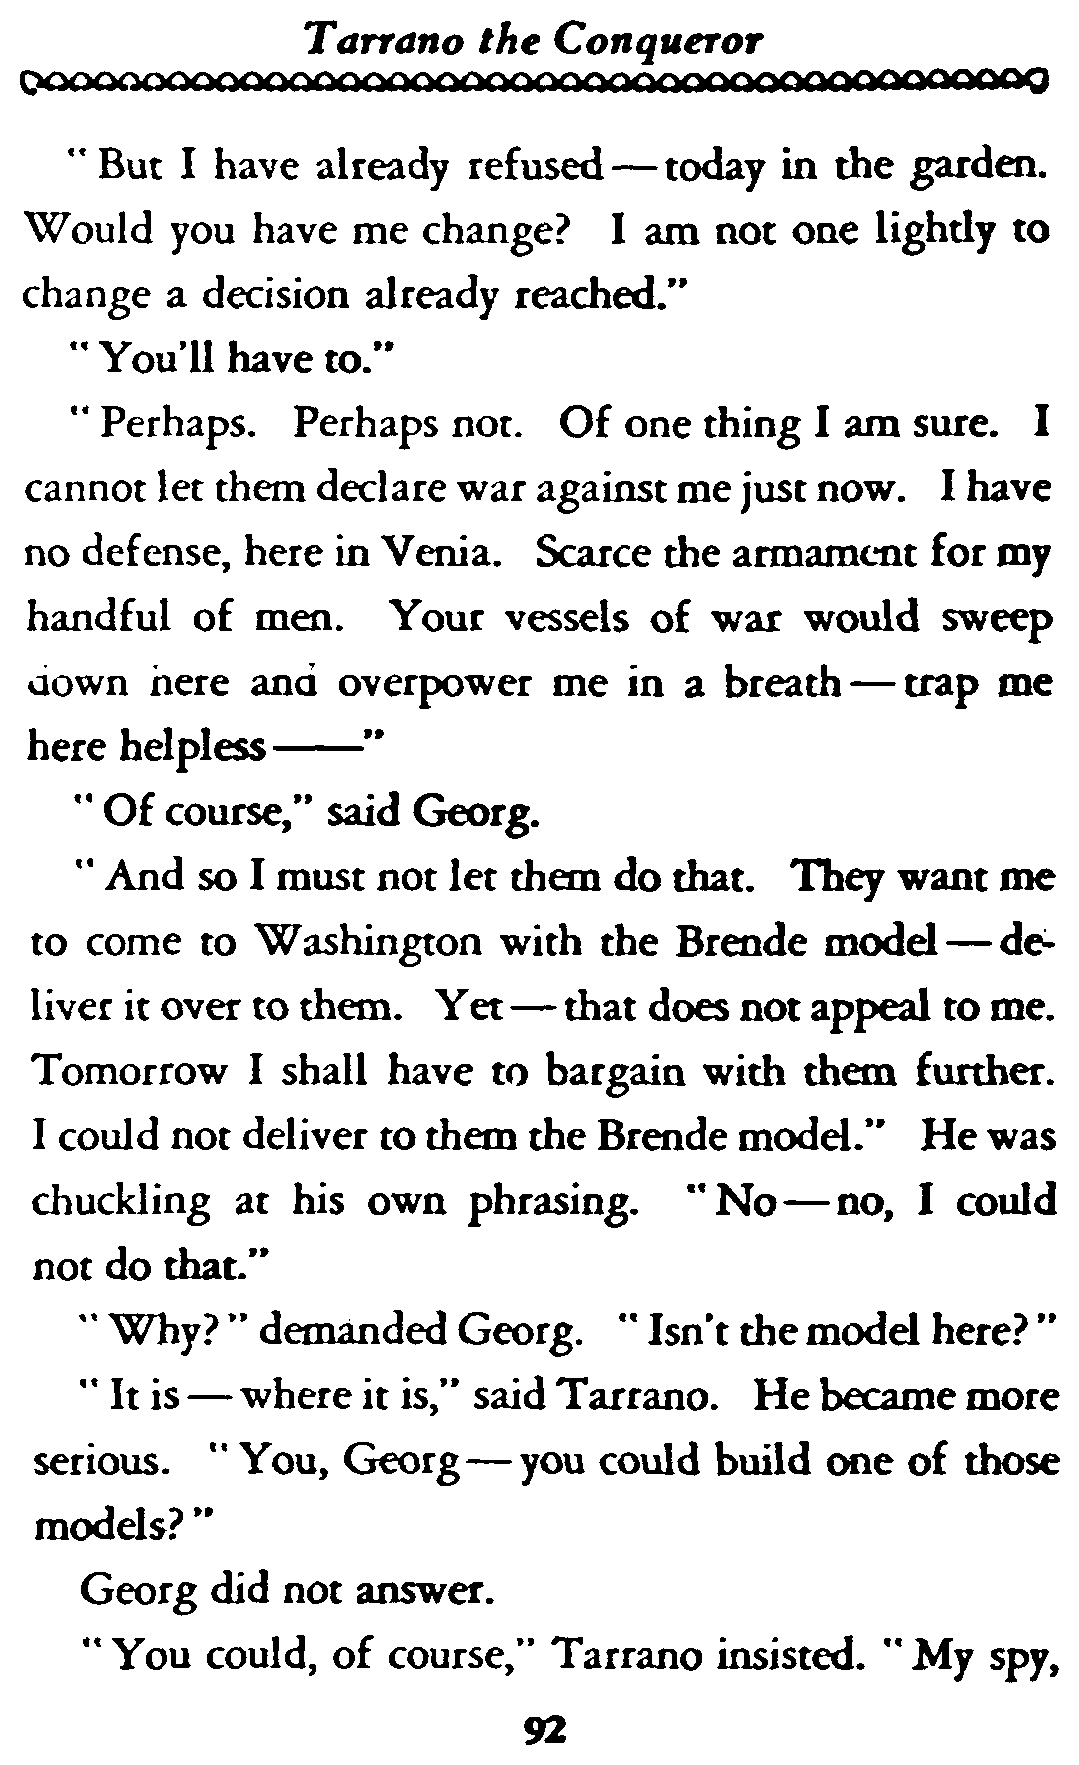 Tarrano the Conqueror
“But I have already refused—today in the garden.
Would you have me change? I am not one lightly to
change a decision already reached.”
“You'll have to.”
“Perhaps. Perhaps not. Of one thing I am sure. I
cannot let them declare war against me just now. I have
no defense, here in Venia. Scarce the armament for my
handful of men. Your vessels of war would sweep
down here and overpower me in a breath—trap me
here helpless——”
“Of course,” said Georg.
“And so I must not let them do that. They want me
to come to Washington with the Brende model—de-
liver it over to them. Yet—that does not appeal to me.
Tomorrow I shall have to bargain with them further.
I could not deliver to them the Brende model.” He was
chuckling at his own phrasing. “No—no, I could
not do that.”
“Why?” demanded Georg. “Isn't the model here?”
“It is—where it is,” said Tarrano. He became more
serious. “You, Georg—you could build one of those
models?”
Georg did not answer.
“You could, of course,” Tarrano insisted. “My spy,
92